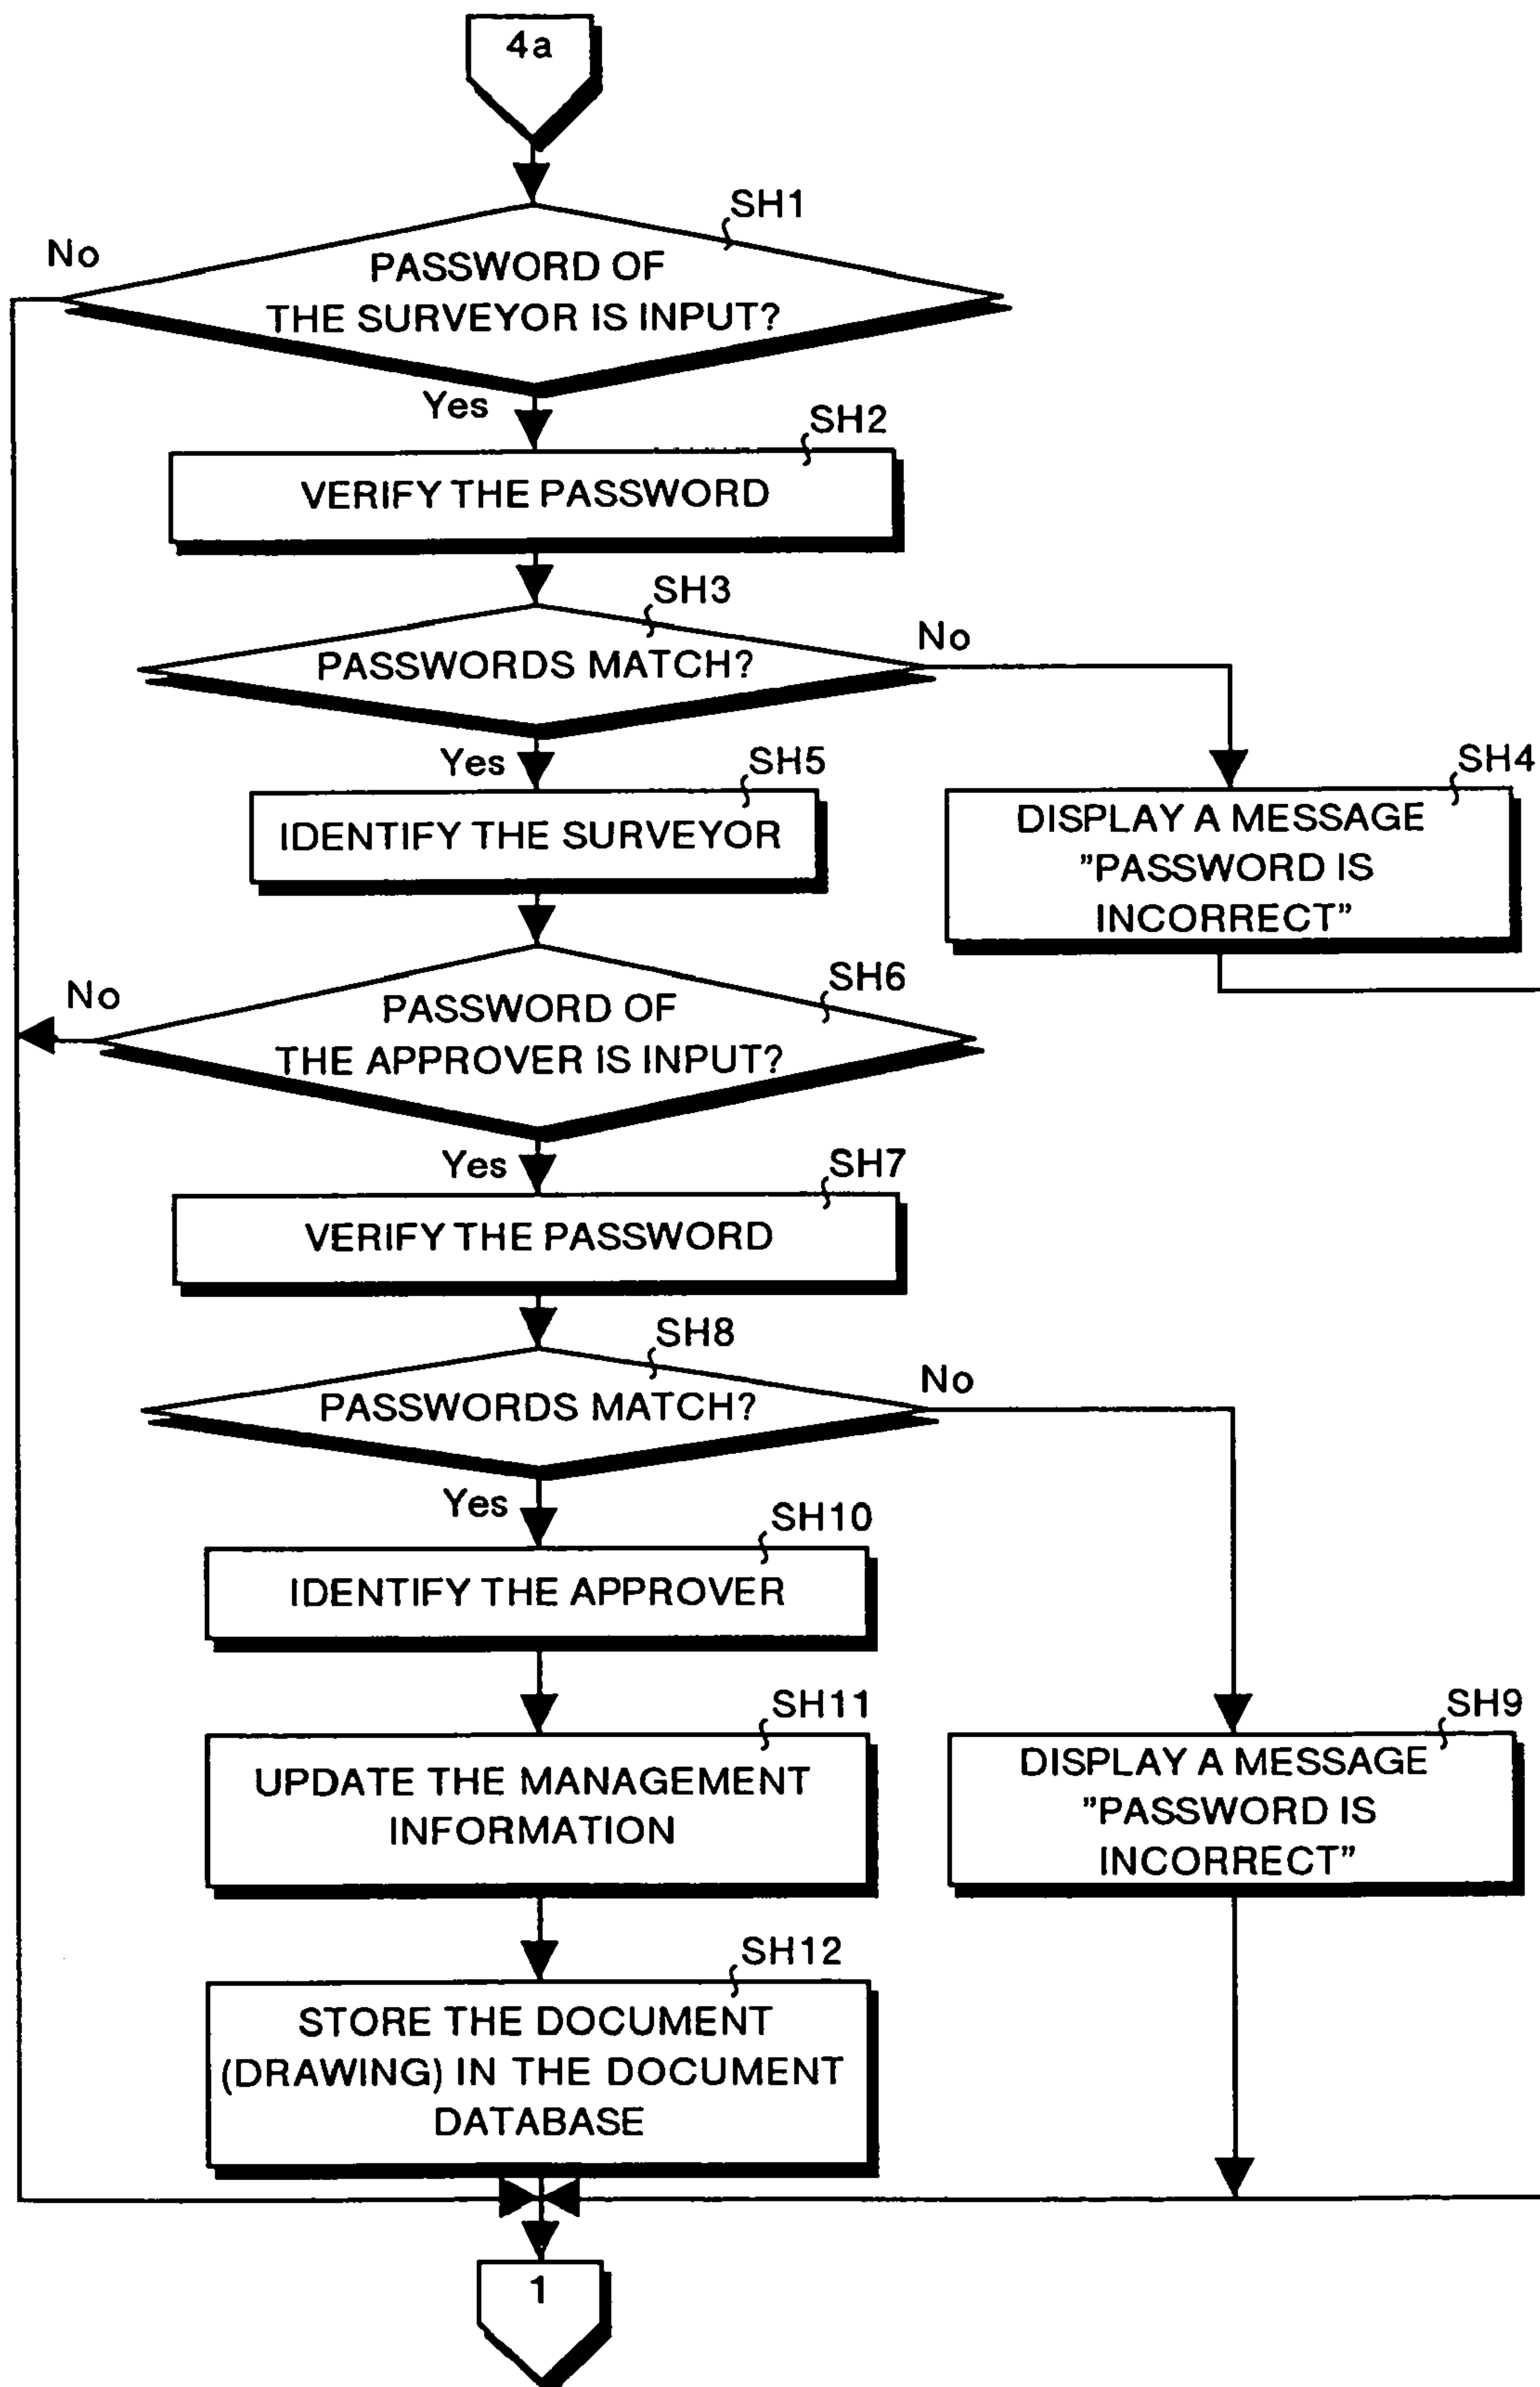 4a
SH1
No
PASSWORD OF
THE SURVEYOR IS INPUT?
Yes
SH2
VERIFY THE PASSWORD
SH3
No
PASSWORDS MATCH?
Yes
SH5
IDENTIFY THE SURVEYOR
SH4
DISPLAY A MESSAGE
"PASSWORD IS
INCORRECT"
SH6
No
PASSWORD OF
THE APPROVER IS INPUT?
Yes
SH7
VERIFY THE PASSWORD
SH8
No
PASSWORDS MATCH?
Yes
SH10
IDENTIFY THE APPROVER
SH11
UPDATE THE MANAGEMENT
INFORMATION
SH9
DISPLAY A MESSAGE
"PASSWORD IS
INCORRECT"
SH12
STORE THE DOCUMENT
(DRAWING) IN THE DOCUMENT
DATABASE
1